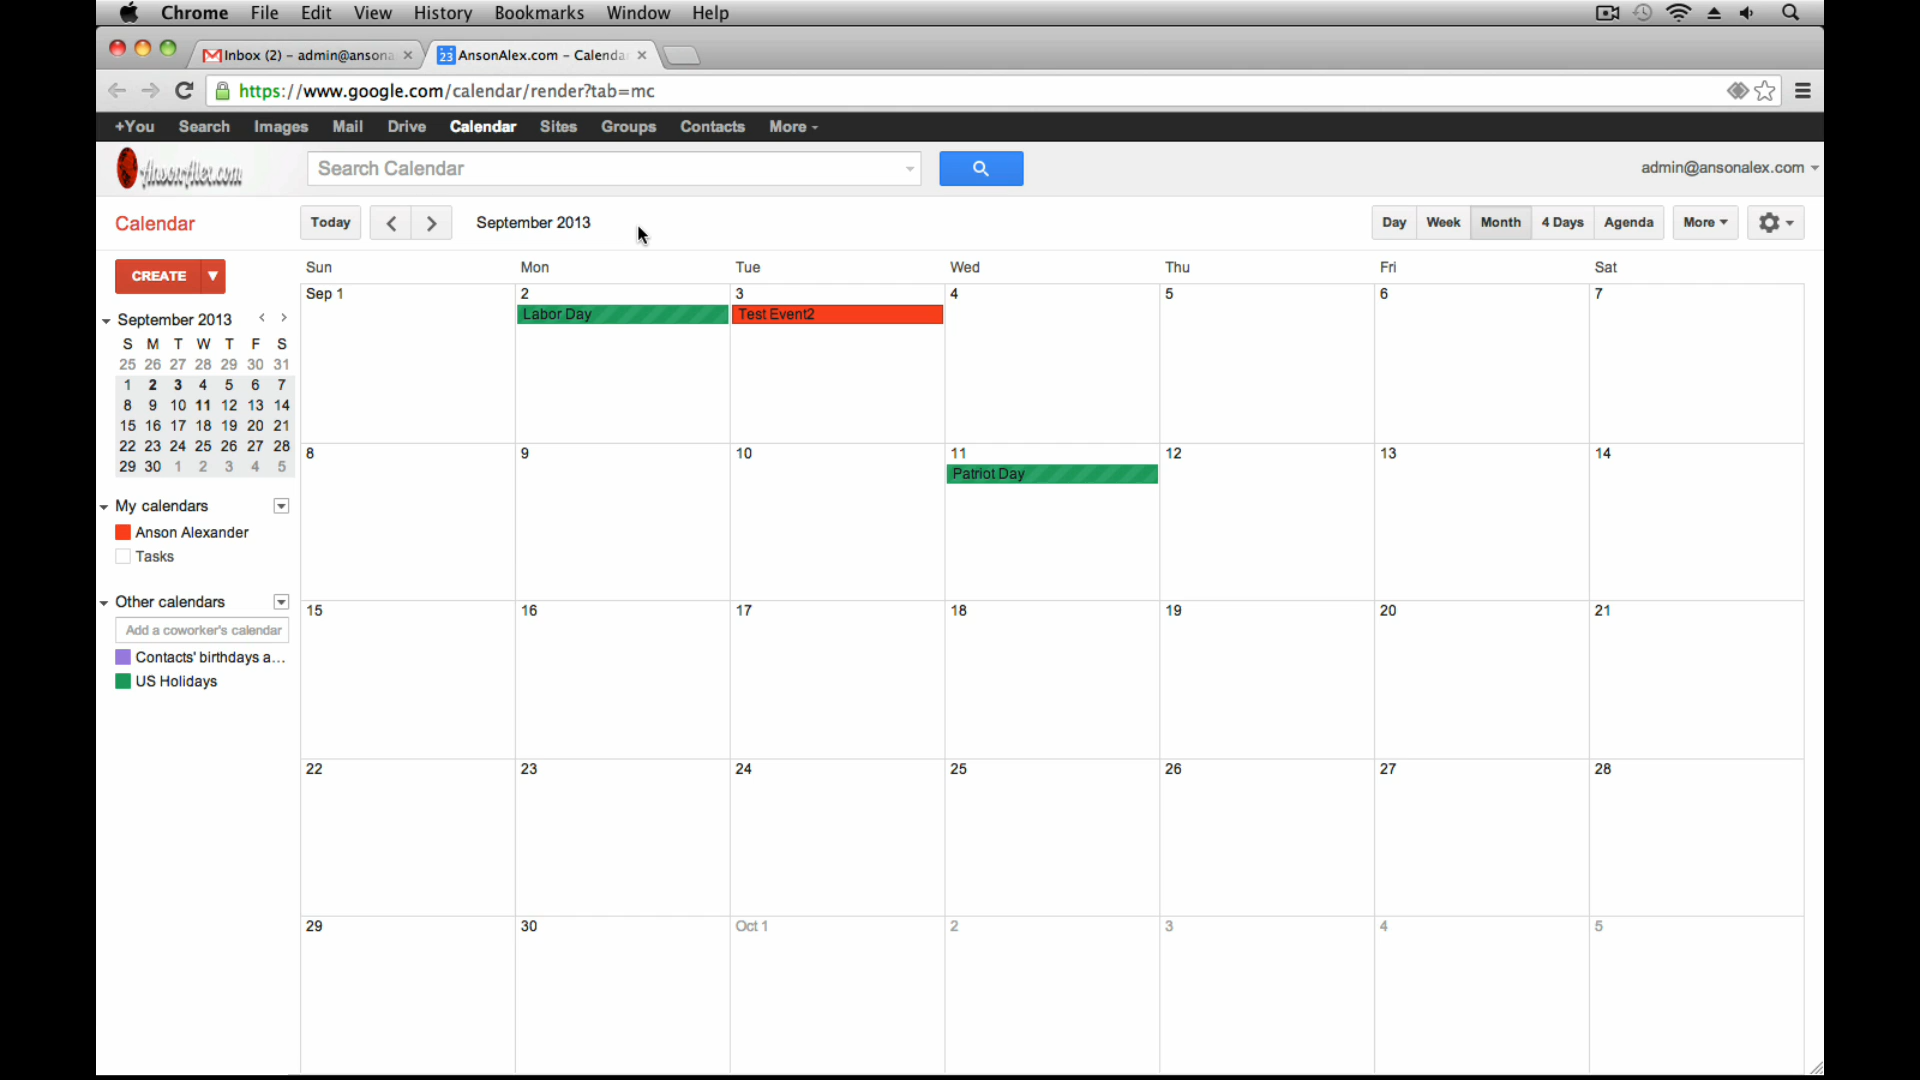 Chrome File Edit View History Bookmarks Window Help
Inbox (2) – admin@ansona
23 AnsonAlex.com – Calenda
https://www.google.com/calendar/render?tab=mc
+You Search Images Mail Drive Calendar Sites Groups Contacts More
AnsonAlex.com
Search Calendar
admin@ansonalex.com
Calendar
Today
September 2013
Day Week Month 4 Days Agenda More
CREATE
September 2013
S M T W T F S
25 26 27 28 29 30 31
1 2 3 4 5 6 7
8 9 10 11 12 13 14
15 16 17 18 19 20 21
22 23 24 25 26 27 28
29 30 1 2 3 4 5
My calendars
Anson Alexander
Tasks
Other calendars
Add a coworker's calendar
Contacts' birthdays a...
US Holidays
Sun Mon Tue Wed Thu Fri Sat
Sep 1 2 3 4 5 6 7
Labor Day Test Event2
8 9 10 11 12 13 14
Patriot Day
15 16 17 18 19 20 21
22 23 24 25 26 27 28
29 30 Oct 1 2 3 4 5